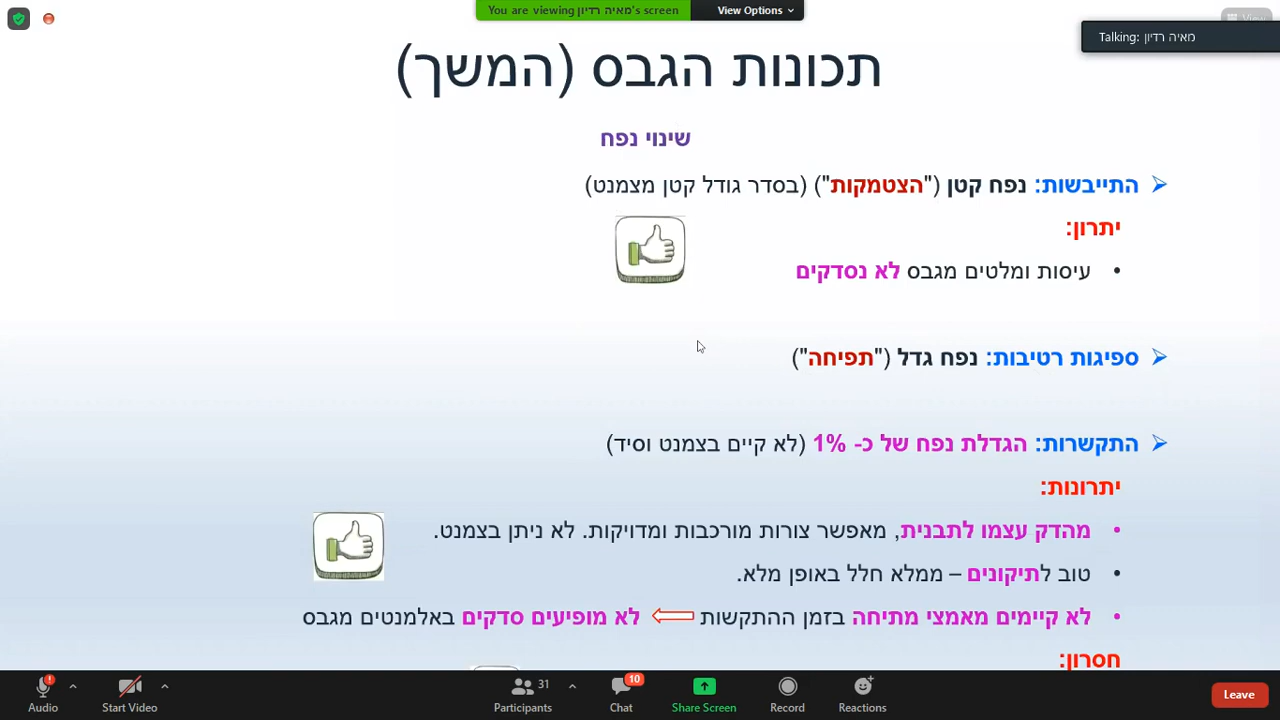 You are viewing מאיה רדיון's screen
View Options
View
Talking: מאיה רדיון
תכונות הגבס (המשך)
שינוי נפח
התייבשות: נפח קטן ("הצטמקות") (בסדר גודל קטן מצמנט)
יתרון:
• עיסות ומלטים מגבס לא נסדקים
ספיגות רטיבות: נפח גדל ("תפיחה")
התקשרות: הגדלת נפח של כ- 1% (לא קיים בצמנט וסיד)
יתרונות:
• מהדק עצמו לתבנית, מאפשר צורות מורכבות ומדויקות. לא ניתן בצמנט.
• טוב לתיקונים – ממלא חלל באופן מלא.
• לא קיימים מאמצי מתיחה בזמן ההתקשות ⇐ לא מופיעים סדקים באלמנטים מגבס
חסרון:
Audio
Start Video
Participants
31
Chat
10
Share Screen
Record
Reactions
Leave